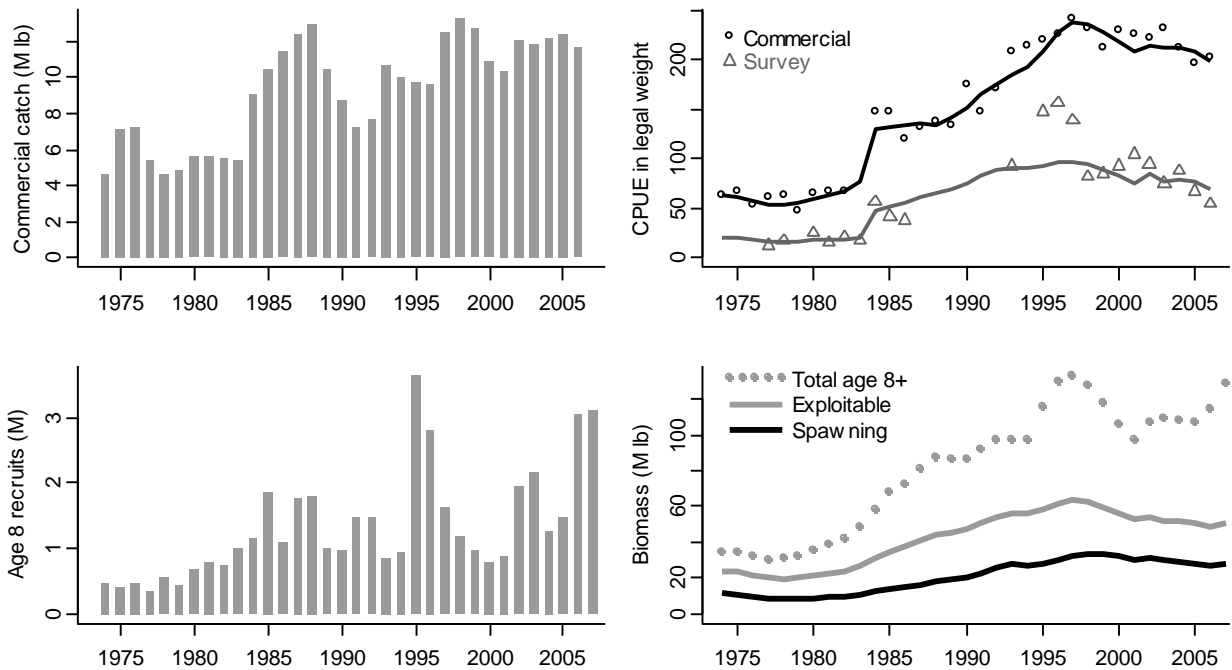 Commercial catch (M lb)
0 2 4 6 8 10
1975 1980 1985 1990 1995 2000 2005
CPUE in legal weight
0 50 100 200
Commercial
Survey
1975 1980 1985 1990 1995 2000 2005
Age 8 recruits (M)
0 1 2 3
1975 1980 1985 1990 1995 2000 2005
Biomass (M lb)
0 20 60 100
Total age 8+
Exploitable
Spawning
1975 1980 1985 1990 1995 2000 2005